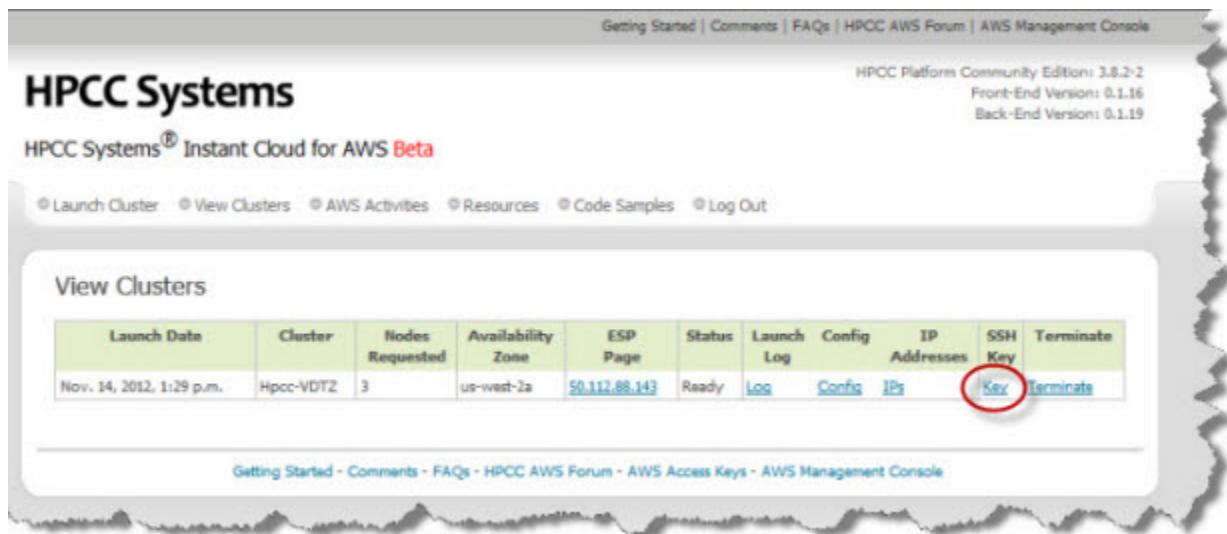 Getting Started | Comments | FAQs | HPCC AWS Forum | AWS Management Console
HPCC Systems
HPCC Platform Community Edition: 3.8.2-2
Front-End Version: 0.1.16
Back-End Version: 0.1.19
HPCC Systems® Instant Cloud for AWS Beta
Launch Cluster View Clusters AWS Activities Resources Code Samples Log Out
View Clusters
Launch Date Cluster Nodes Requested Availability Zone ESP Page Status Launch Log Config IP Addresses SSH Key Terminate
Nov. 14, 2012, 1:29 p.m. Hpcc-VDTZ 3 us-west-2a 50.112.88.143 Ready Log Config IPs Key Terminate
Getting Started - Comments - FAQs - HPCC AWS Forum - AWS Access Keys - AWS Management Console